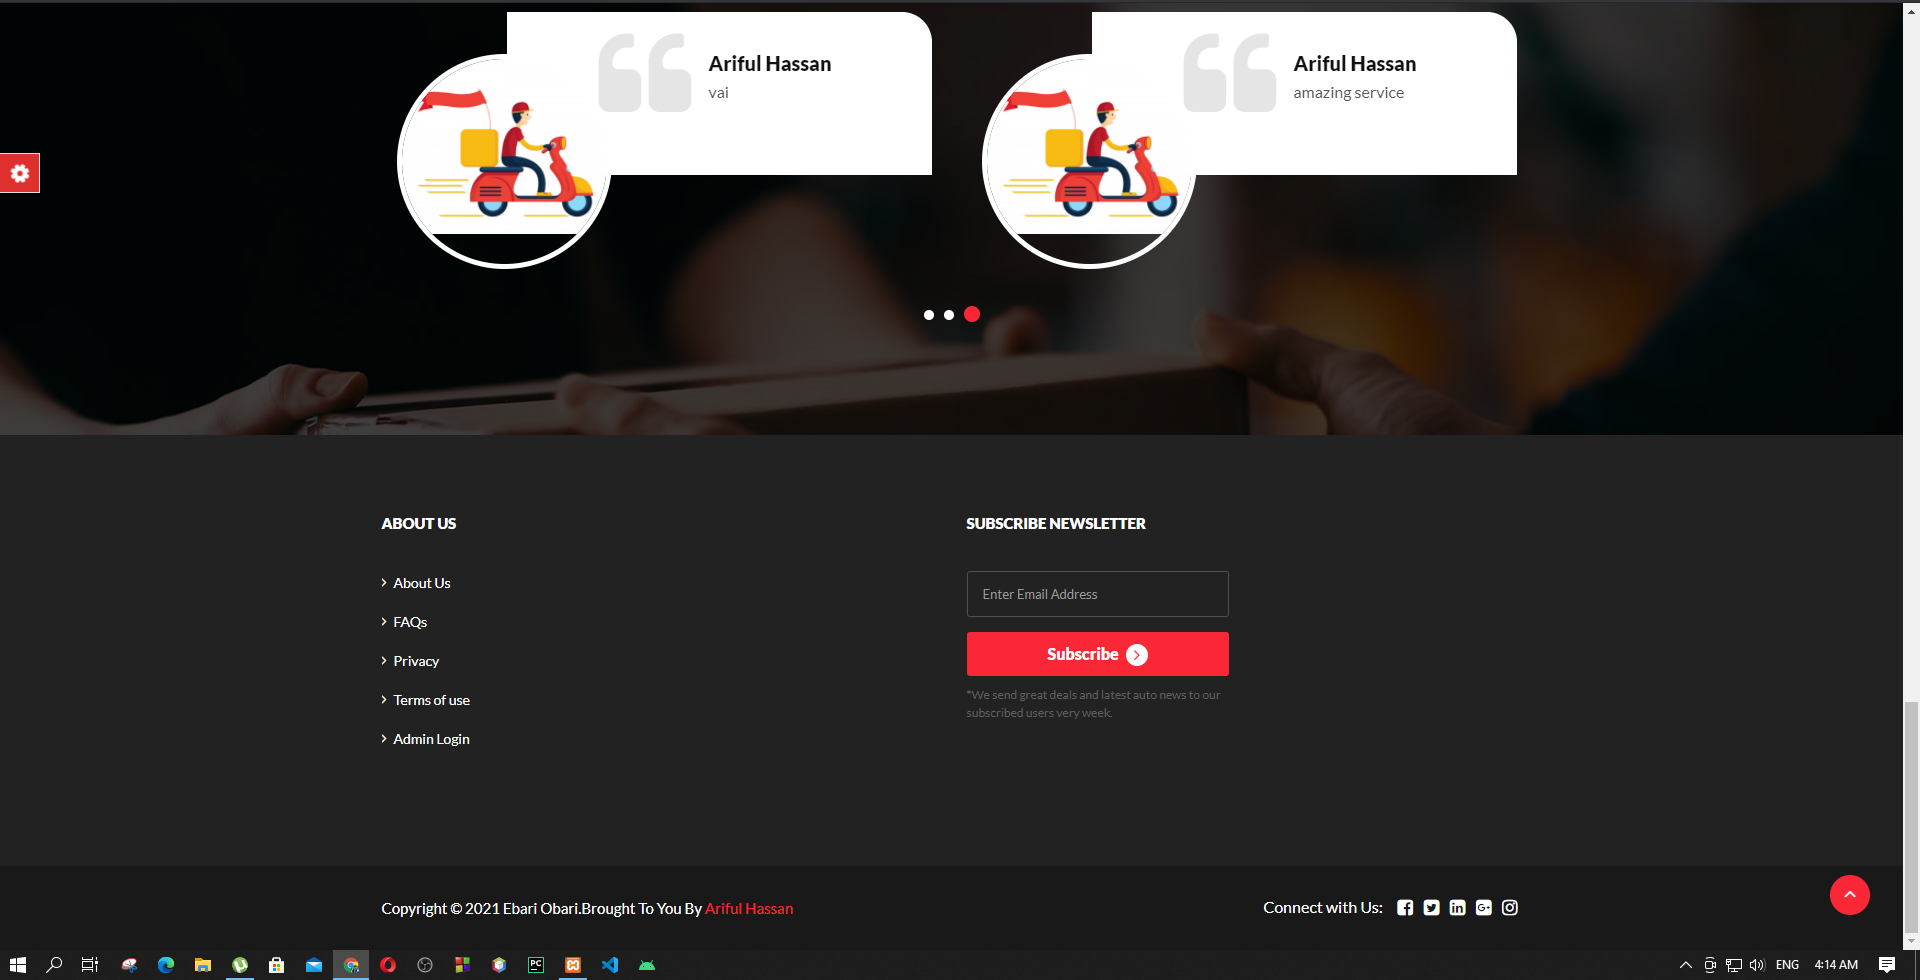 Ariful Hassan
vai
Ariful Hassan
amazing service
ABOUT US
About Us
FAQs
Privacy
Terms of use
Admin Login
SUBSCRIBE NEWSLETTER
Enter Email Address
Subscribe
*We send great deals and latest auto news to our
subscribed users very week.
Copyright © 2021 Ebari Obari.Brought To You By Ariful Hassan
Connect with Us:
ENG
4:14 AM